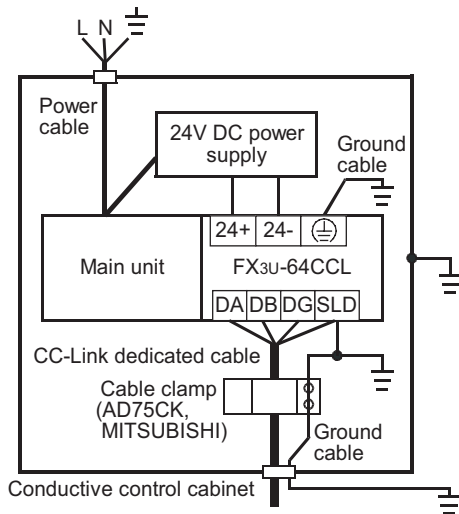 L N
Power
cable
24V DC power
supply
Ground
cable
24+ 24-
Main unit
FX3U-64CCL
DA DB DG SLD
CC-Link dedicated cable
Cable clamp
(AD75CK,
MITSUBISHI)
Ground
cable
Conductive control cabinet